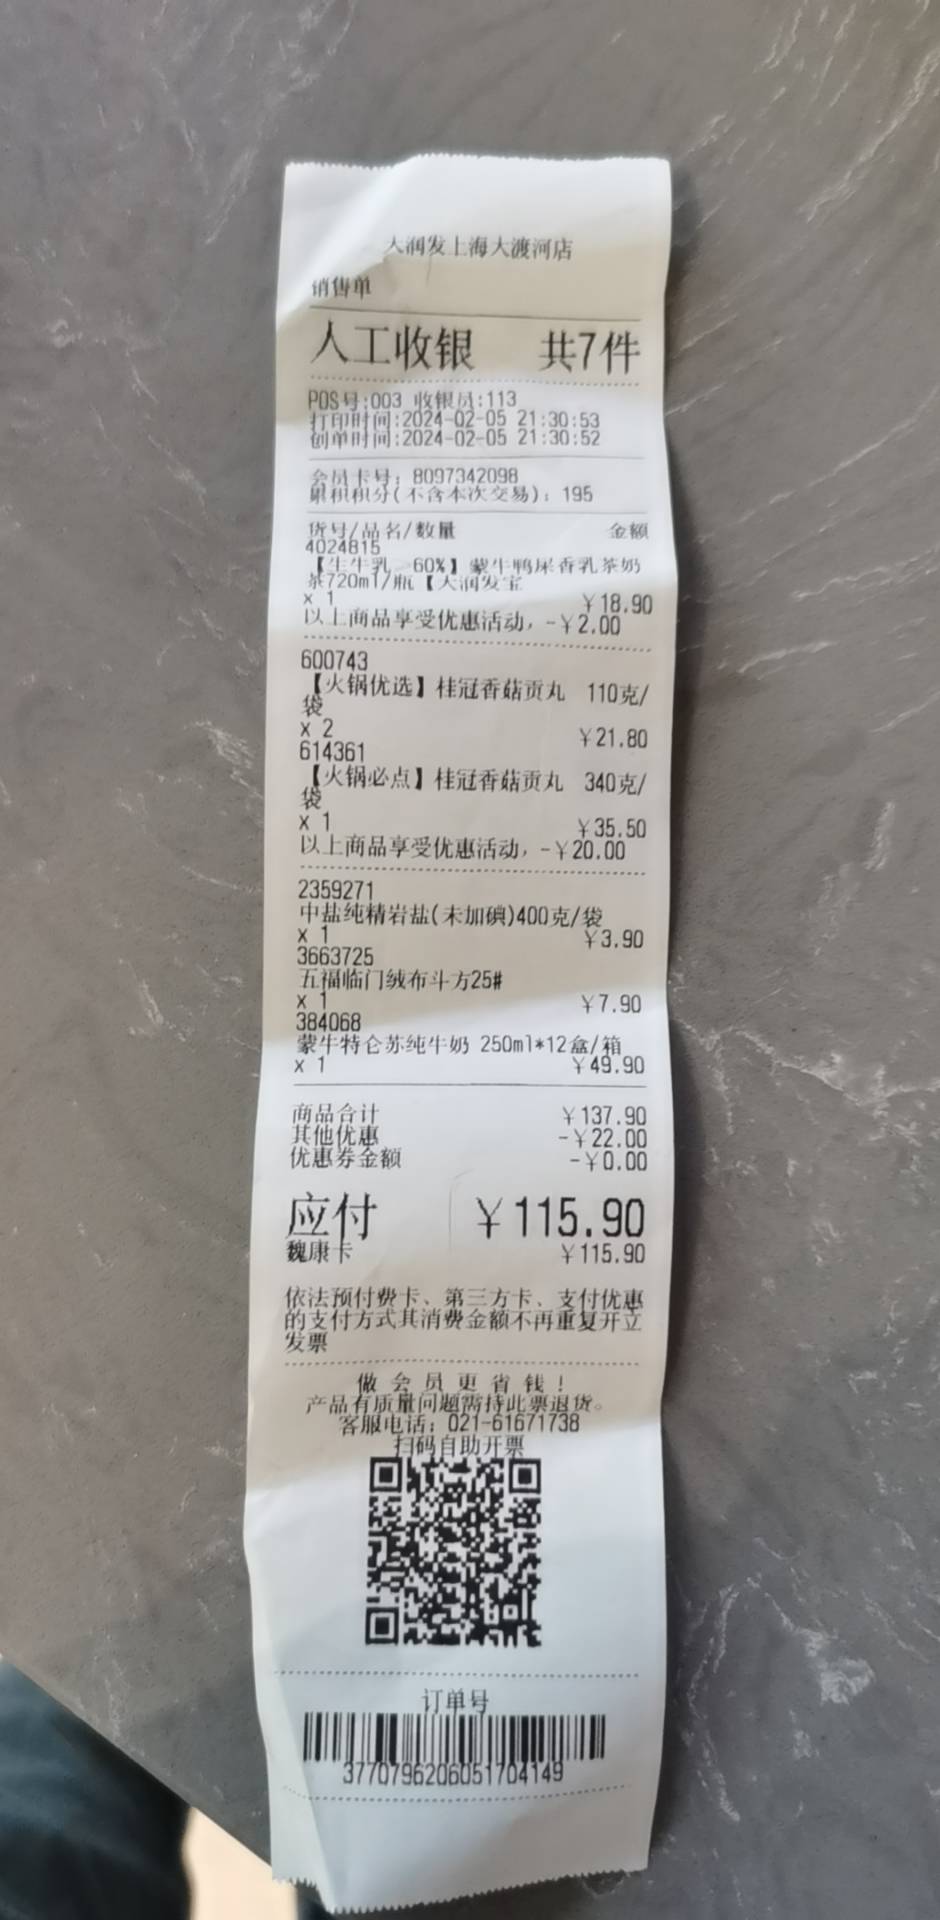 大润发上海大渡河店
销售单
人工收银 共7件
POS号:003 收银员:113
打印时间:2024-02-05 21:30:53
创单时间:2024-02-05 21:30:52
会员卡号: 8097342098
累积积分(不含本次交易): 195
货号/品名/数量 金额
4024815
【生牛乳≥60%】蒙牛鸭屎香乳茶奶
茶720ml/瓶【大润发宝
x 1 ￥18.90
以上商品享受优惠活动, -￥2.00
600743
【火锅优选】桂冠香菇贡丸 110克/
袋
x 2 ￥21.80
614361
【火锅必点】桂冠香菇贡丸 340克/
袋
x 1 ￥35.50
以上商品享受优惠活动, -￥20.00
2359271
中盐纯精岩盐(未加碘)400克/袋
x 1 ￥3.90
3663725
五福临门绒布斗方25#
x 1 ￥7.90
384068
蒙牛特仑苏纯牛奶 250ml*12盒/箱
x 1 ￥49.90
商品合计 ￥137.90
其他优惠 -￥22.00
优惠券金额 -￥0.00
应付 ￥115.90
魏康卡 ￥115.90
依法预付费卡、第三方卡、支付优惠
的支付方式其消费金额不再重复开立
发票
做会员更省钱!
产品有质量问题需持此票退货。
客服电话: 021-61671738
扫码自助开票
订单号
3770796206051704149